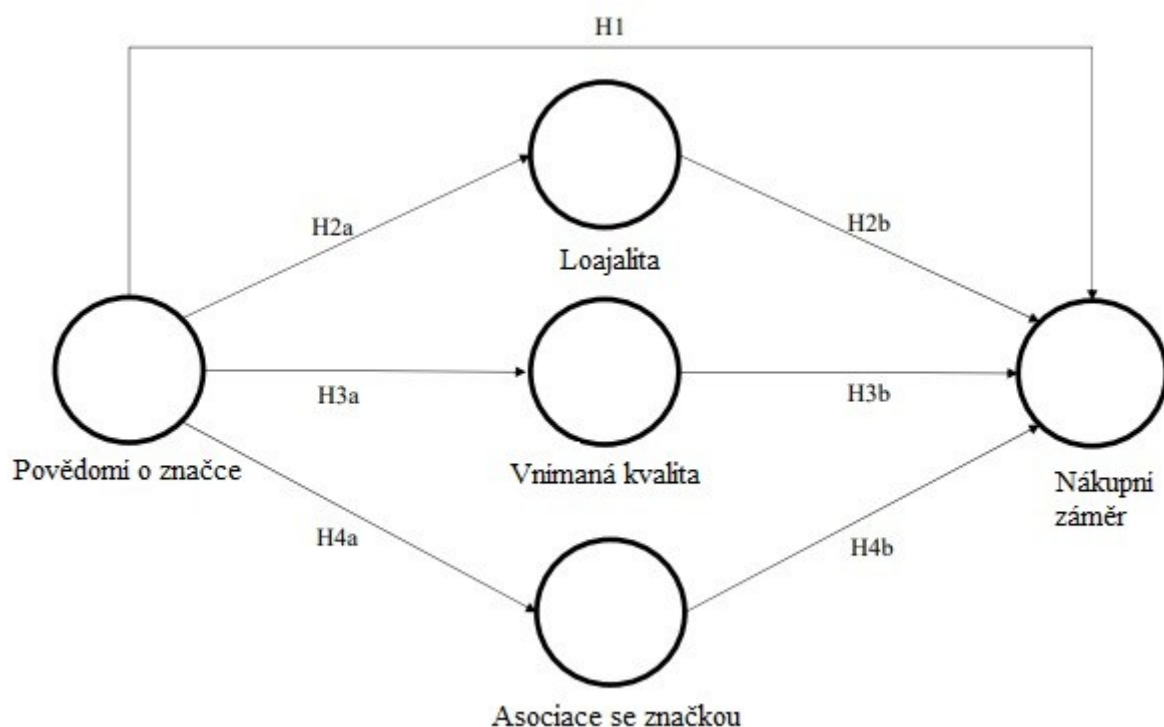 H1
H2a
H2b
Loajalita
H3a
H3b
Povědomí o značce
Vnímaná kvalita
Nákupní
záměr
H4a
H4b
Asociace se značkou